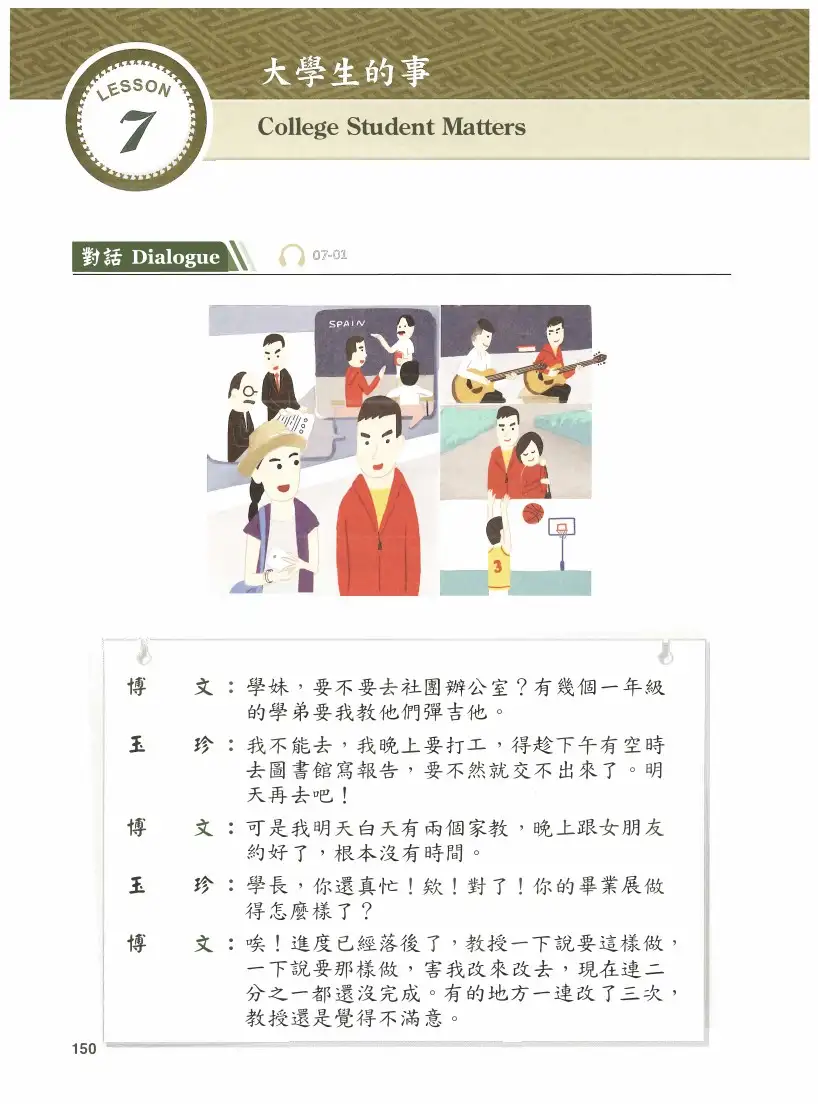 LESSON
7
大學生的事
College Student Matters
對話 Dialogue
07-01
SPAIN
3
博 文：學妹，要不要去社團辦公室？有幾個一年級
的學弟要我教他們彈吉他。
玉 珍：我不能去，我晚上要打工，得趁下午有空時
去圖書館寫報告，要不然就交不出來了。明
天再去吧！
博 文：可是我明天白天有兩個家教，晚上跟女朋友
約好了，根本沒有時間。
玉 珍：學長，你還真忙！欸！對了！你的畢業展做
得怎麼樣了？
博 文：唉！進度已經落後了，教授一下說要這樣做，
一下說要那樣做，害我改來改去，現在連二
分之一都還沒完成。有的地方一連改了三次，
教授還是覺得不滿意。
150